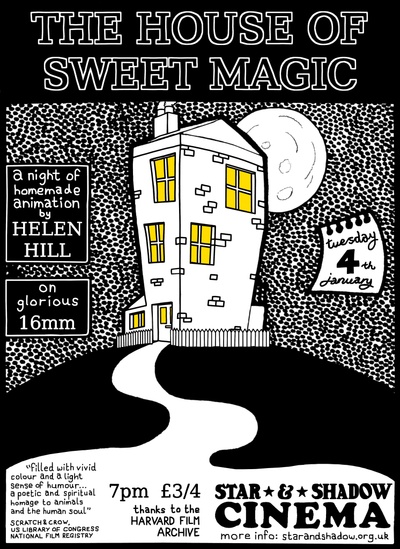 THE HOUSE OF
SWEET MAGIC
a night of
homemade
animation
by
HELEN
HILL
on
glorious
16mm
tuesday
4th
january
"filled with vivid
colour and a light
sense of humour...
a poetic and spiritual
homage to animals
and the human soul"
SCRATCH & CROW,
US LIBRARY OF CONGRESS
NATIONAL FILM REGISTRY
7pm £3/4
thanks to the
HARVARD FILM
ARCHIVE
STAR ★ & ★ SHADOW
CINEMA
more info: starandshadow.org.uk